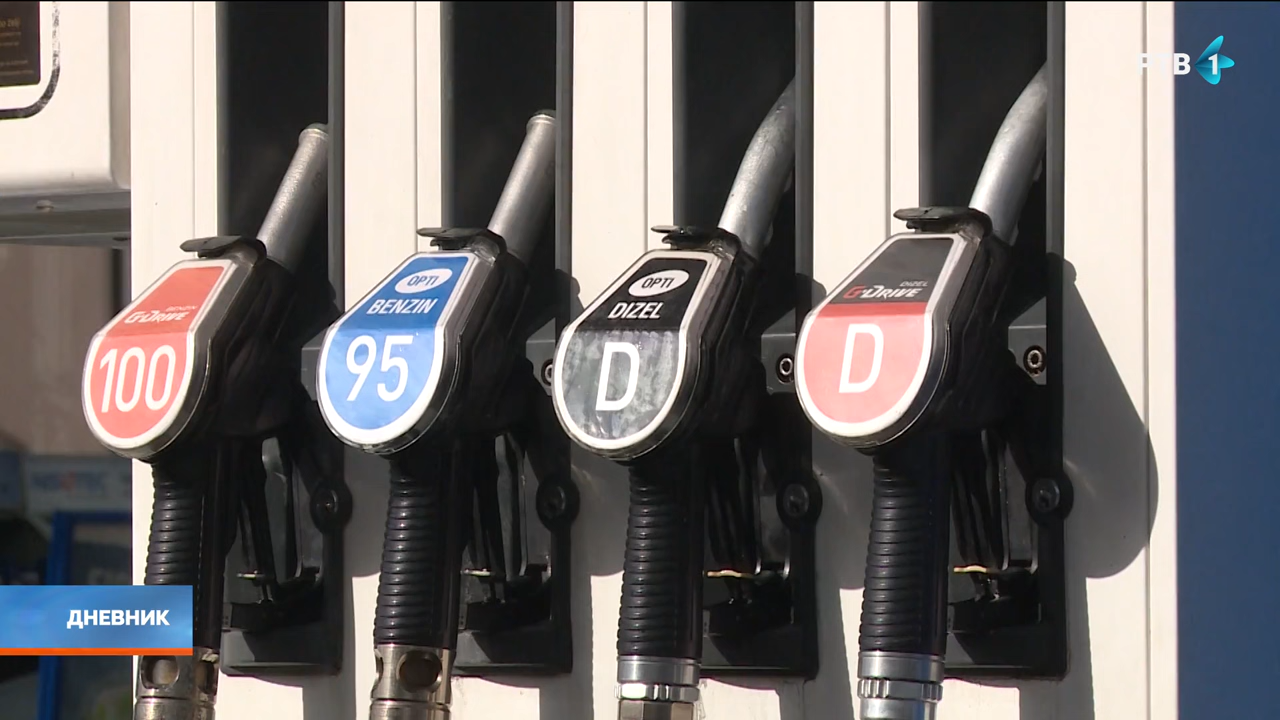 РТВ 1
BENZIN
G-DRIVE
100
OPTI
BENZIN
95
OPTI
DIZEL
D
DIZEL
G-DRIVE
D
ДНЕВНИК